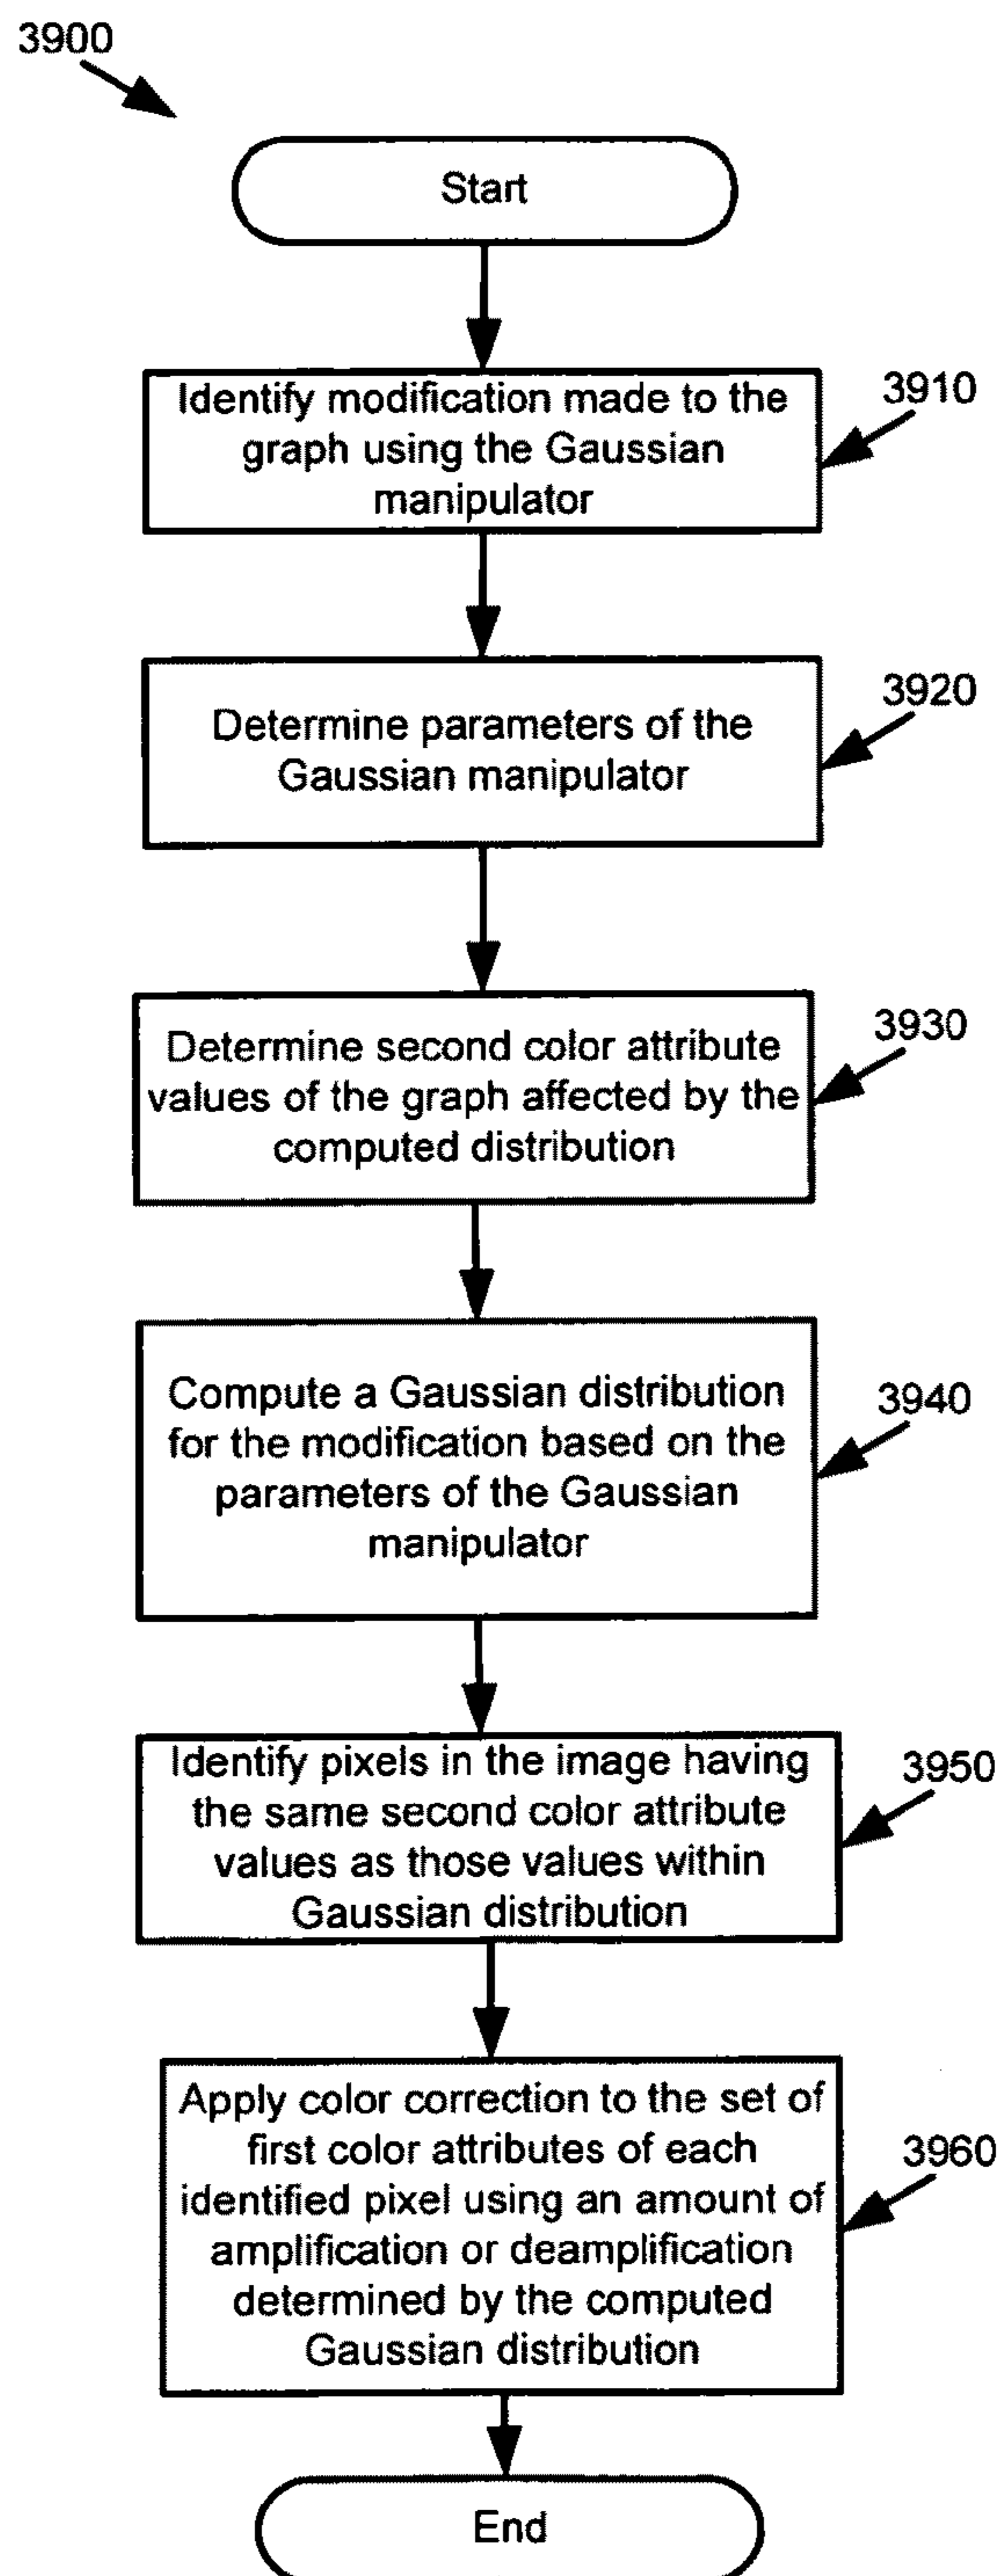 3900
Start
Identify modification made to the
graph using the Gaussian
manipulator
3910
Determine parameters of the
Gaussian manipulator
3920
Determine second color attribute
values of the graph affected by the
computed distribution
3930
Compute a Gaussian distribution
for the modification based on the
parameters of the Gaussian
manipulator
3940
Identify pixels in the image having
the same second color attribute
values as those values within
Gaussian distribution
3950
Apply color correction to the set of
first color attributes of each
identified pixel using an amount of
amplification or deamplification
determined by the computed
Gaussian distribution
3960
End